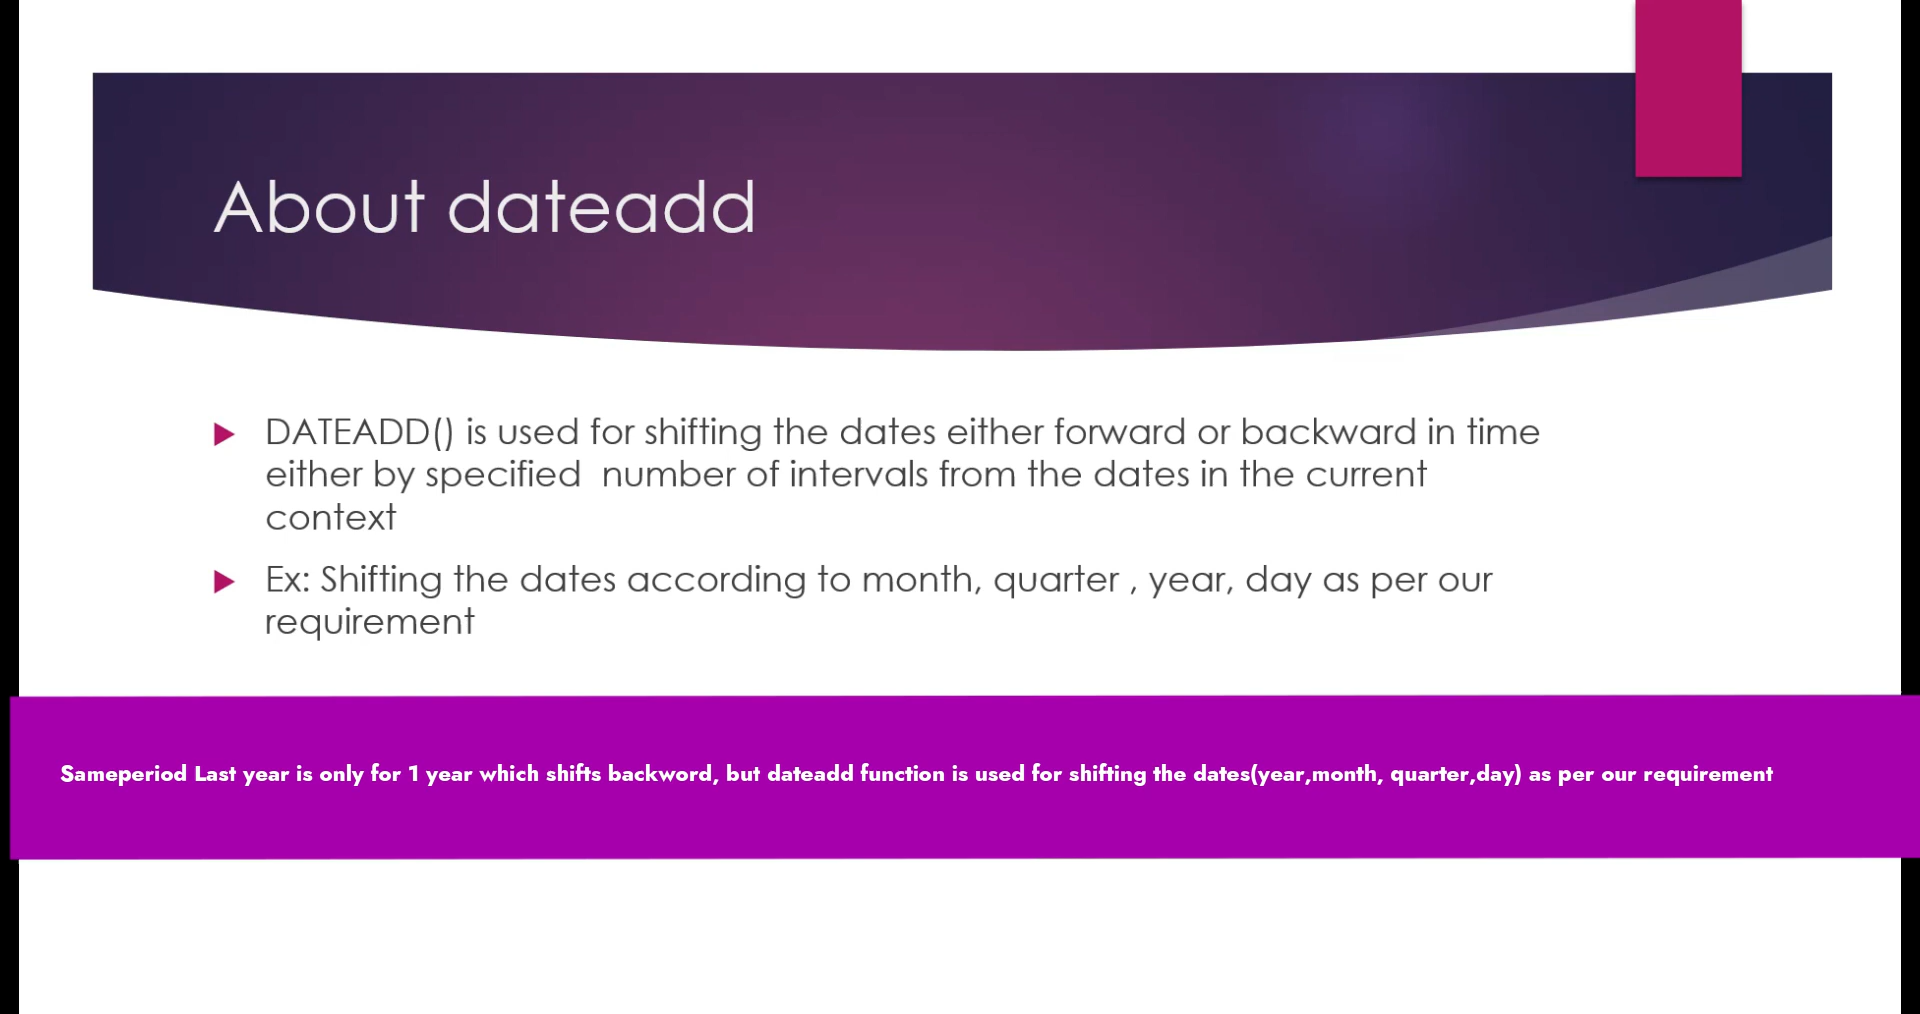 About dateadd
DATEADD() is used for shifting the dates either forward or backward in time
either by specified  number of intervals from the dates in the current
context
Ex: Shifting the dates according to month, quarter , year, day as per our
requirement
Sameperiod Last year is only for 1 year which shifts backword, but dateadd function is used for shifting the dates(year,month, quarter,day) as per our requirement